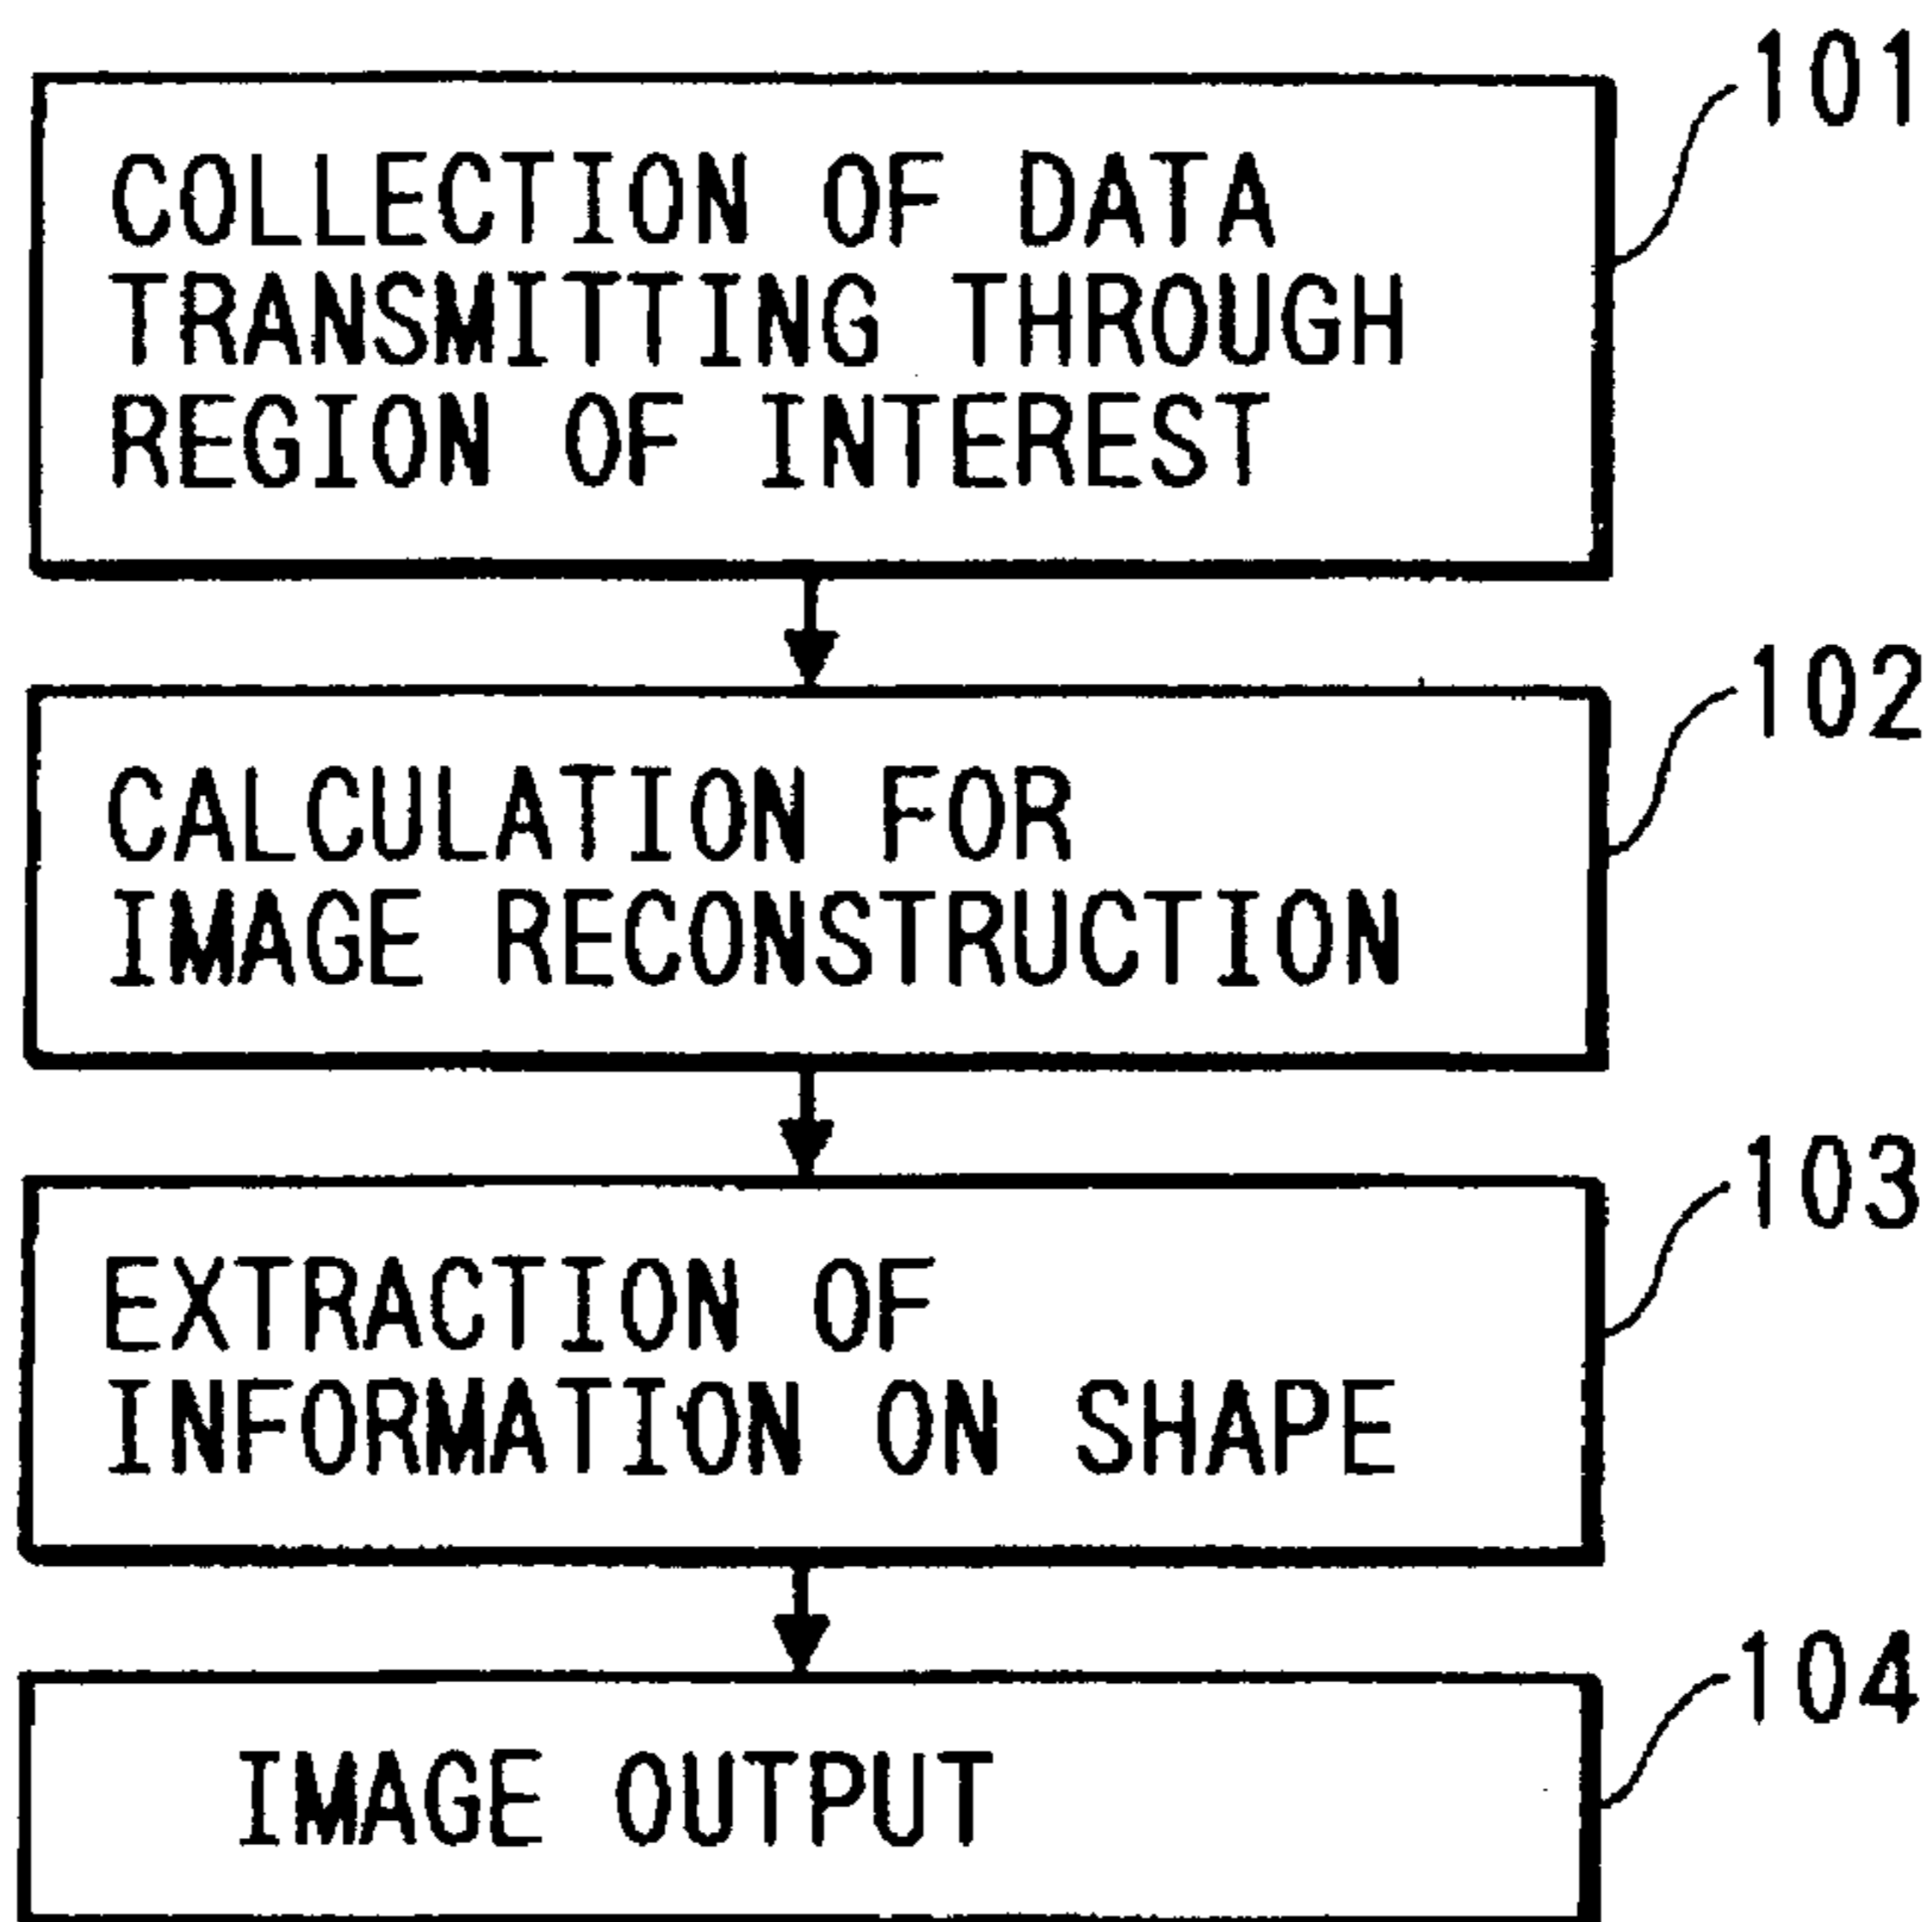 101
COLLECTION OF DATA
TRANSMITTING THROUGH
REGION OF INTEREST
102
CALCULATION FOR
IMAGE RECONSTRUCTION
103
EXTRACTION OF
INFORMATION ON SHAPE
104
IMAGE OUTPUT